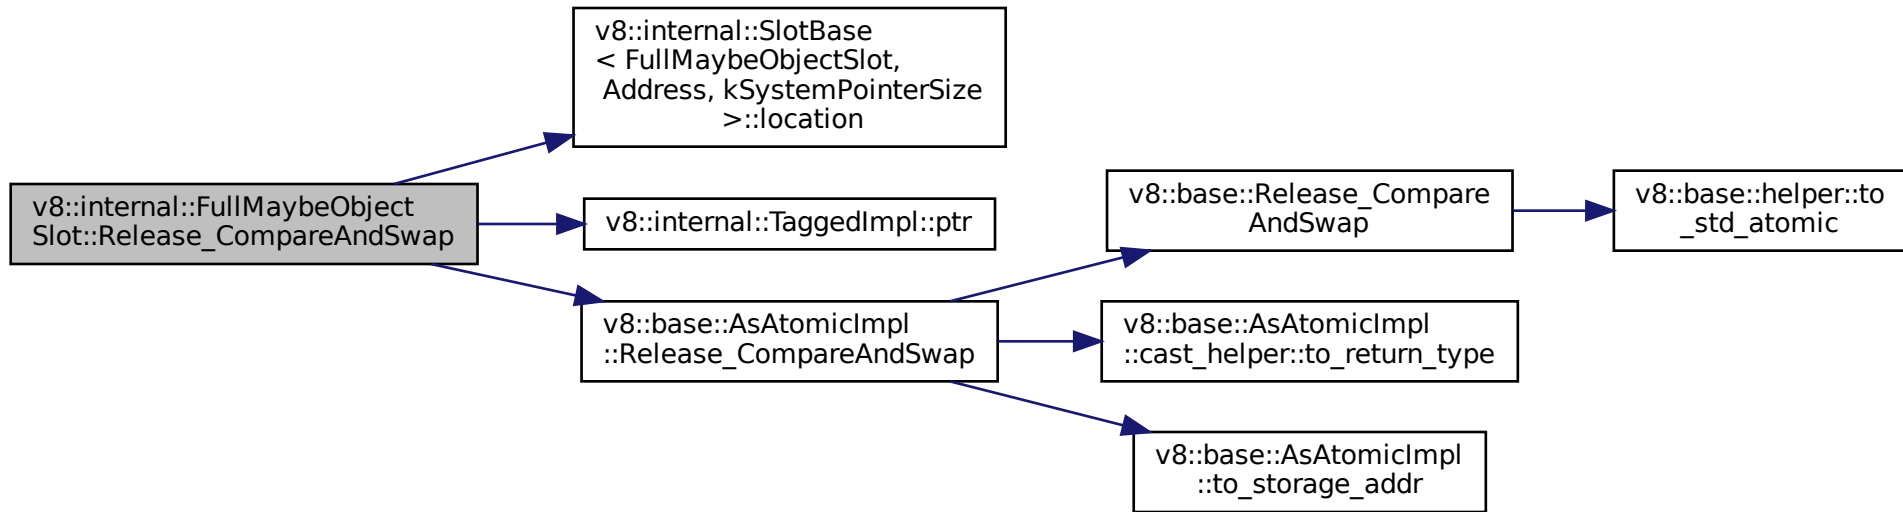 v8::internal::SlotBase
< FullMaybeObjectSlot,
Address, kSystemPointerSize
>::location
v8::internal::FullMaybeObject
Slot::Release_CompareAndSwap
v8::internal::TaggedImpl::ptr
v8::base::AsAtomicImpl
::Release_CompareAndSwap
v8::base::Release_Compare
AndSwap
v8::base::helper::to
_std_atomic
v8::base::AsAtomicImpl
::cast_helper::to_return_type
v8::base::AsAtomicImpl
::to_storage_addr